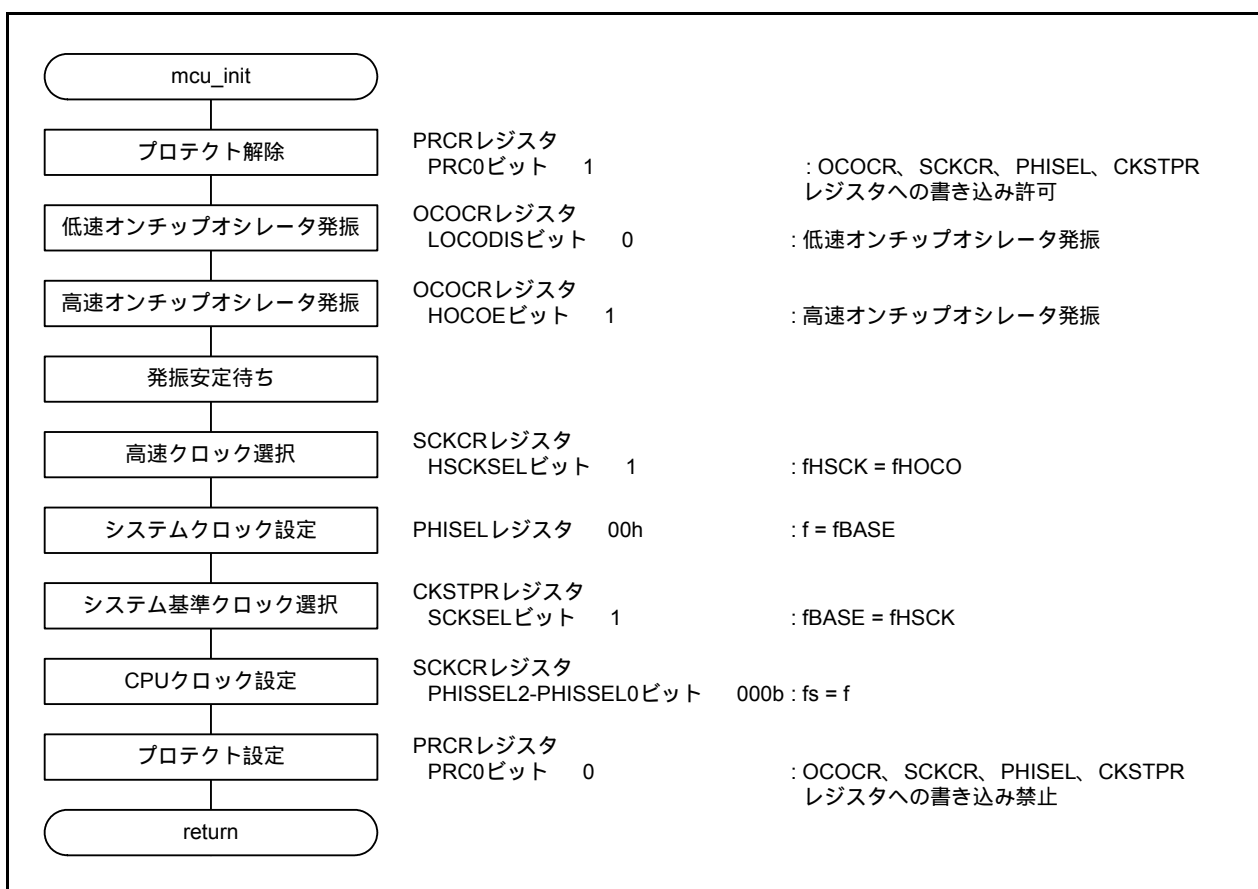 mcu_init
プロテクト解除
PRCRレジスタ
PRC0ビット 1 : OCOCR、SCKCR、PHISEL、CKSTPR
レジスタへの書き込み許可
低速オンチップオシレータ発振
OCOCRレジスタ
LOCODISビット 0 : 低速オンチップオシレータ発振
高速オンチップオシレータ発振
OCOCRレジスタ
HOCOEビット 1 : 高速オンチップオシレータ発振
発振安定待ち
高速クロック選択
SCKCRレジスタ
HSCKSELビット 1 : fHSCK = fHOCO
システムクロック設定
PHISELレジスタ 00h : f = fBASE
システム基準クロック選択
CKSTPRレジスタ
SCKSELビット 1 : fBASE = fHSCK
CPUクロック設定
SCKCRレジスタ
PHISSEL2-PHISSEL0ビット 000b : fs = f
プロテクト設定
PRCRレジスタ
PRC0ビット 0 : OCOCR、SCKCR、PHISEL、CKSTPR
レジスタへの書き込み禁止
return